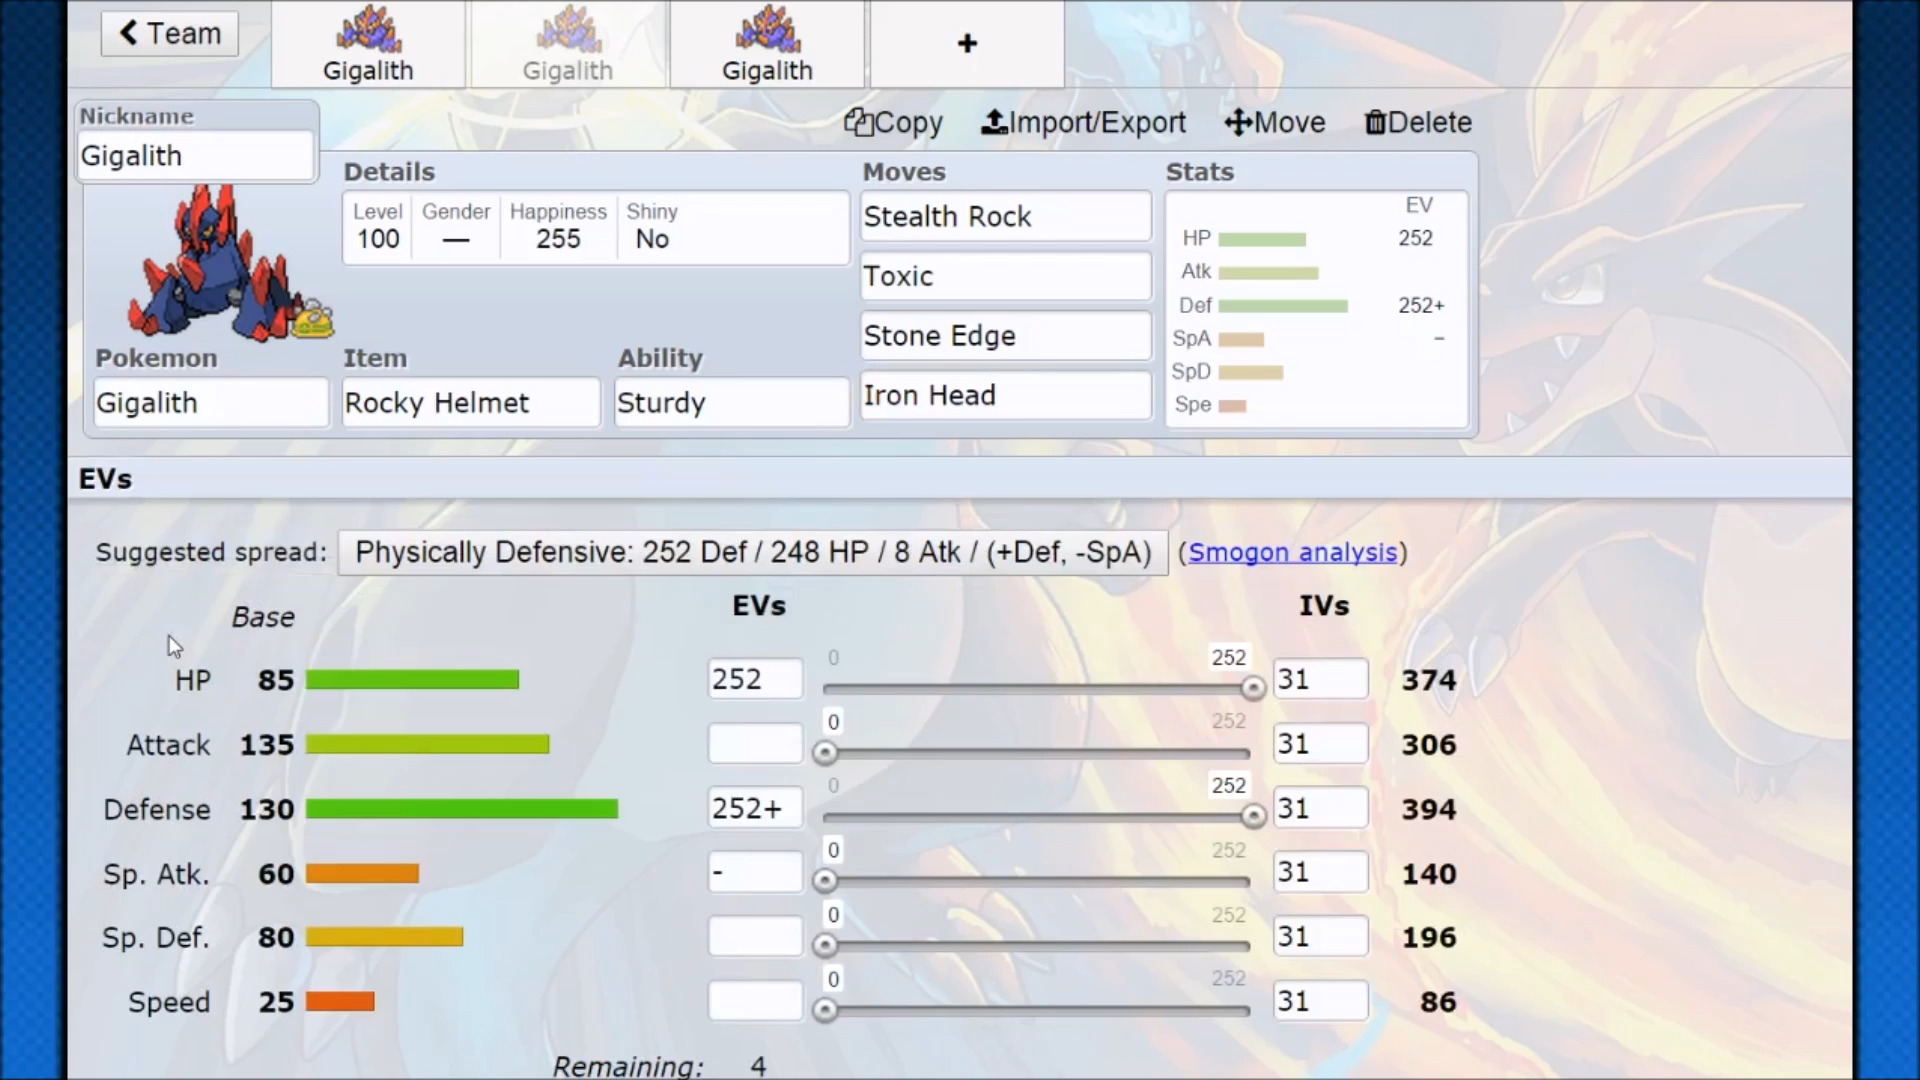 Team
Gigalith
Gigalith
Gigalith
+
Nickname
Gigalith
Copy
Import/Export
Move
Delete
Details
Level Gender Happiness Shiny
100 — 255 No
Moves
Stealth Rock
Toxic
Stone Edge
Iron Head
Stats
EV
HP 252
Atk
Def 252+
SpA −
SpD
Spe
Pokemon
Gigalith
Item
Rocky Helmet
Ability
Sturdy
EVs
Suggested spread: Physically Defensive: 252 Def / 248 HP / 8 Atk / (+Def, -SpA) (Smogon analysis)
Base EVs IVs
0 252
HP 85 252 31 374
0 252
Attack 135 31 306
0 252
Defense 130 252+ 31 394
0 252
Sp. Atk. 60 - 31 140
0 252
Sp. Def. 80 31 196
0 252
Speed 25 31 86
Remaining: 4